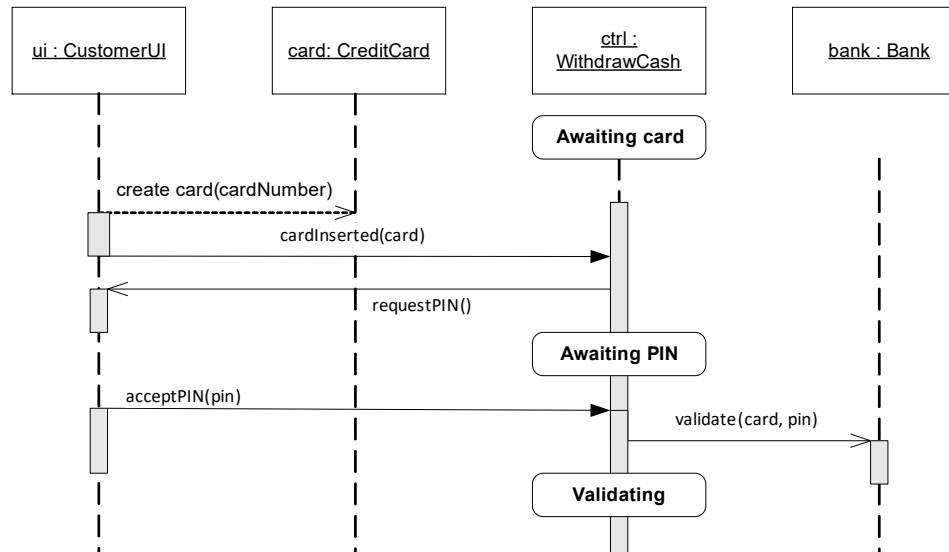 ui : CustomerUI
card: CreditCard
ctrl :
WithdrawCash
bank : Bank
Awaiting card
create card(cardNumber)
cardInserted(card)
requestPIN()
Awaiting PIN
acceptPIN(pin)
validate(card, pin)
Validating